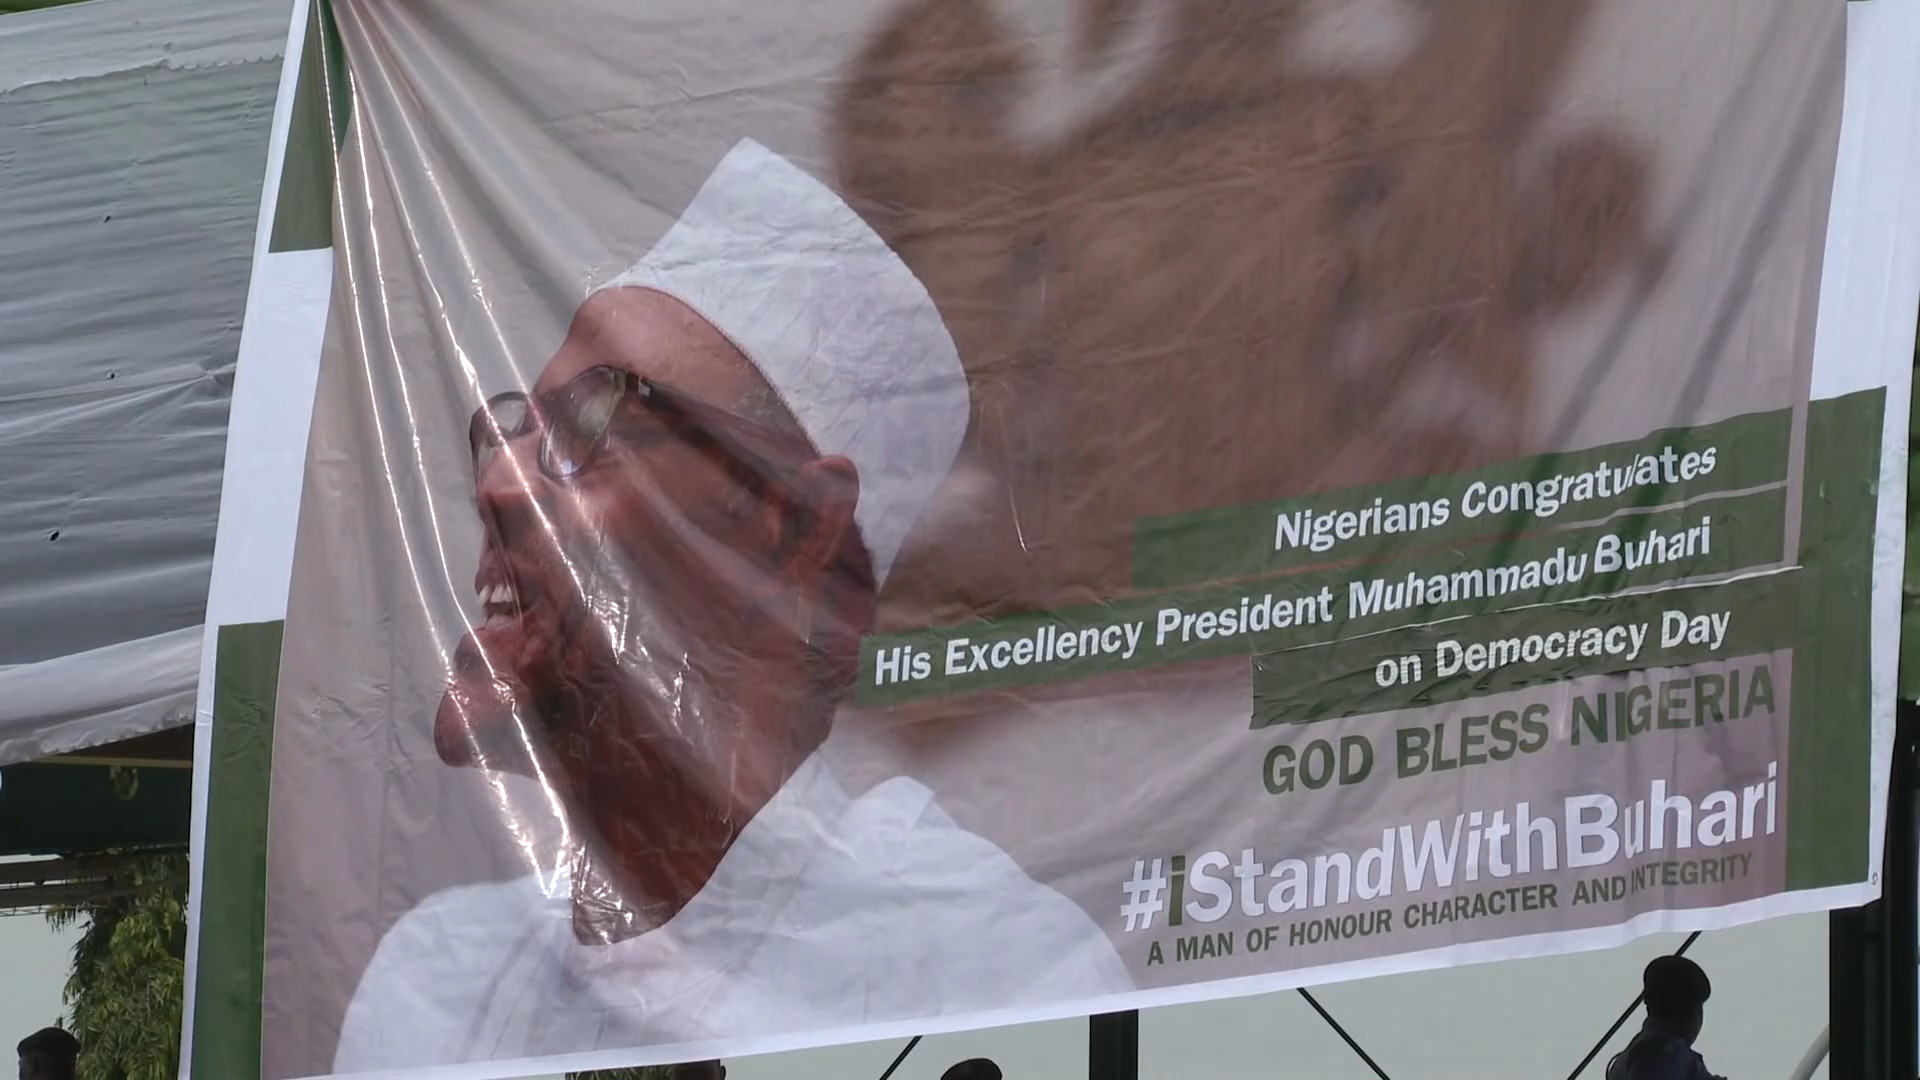 Nigerians Congratulates
His Excellency President Muhammadu Buhari
on Democracy Day
GOD BLESS NIGERIA
#iStandWithBuhari
A MAN OF HONOUR CHARACTER AND INTEGRITY